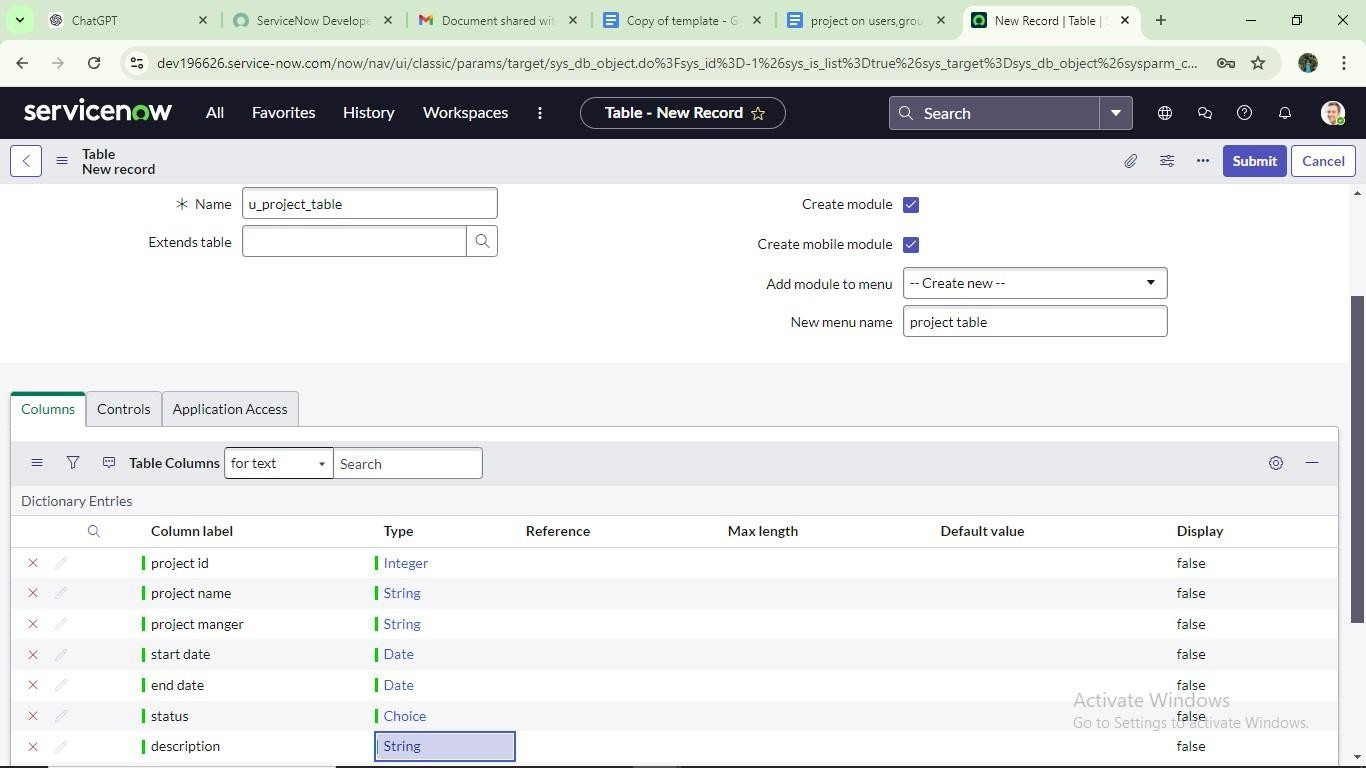 ChatGPT
ServiceNow Develope
Document shared wit
Copy of template - G
project on users,grou
New Record | Table | S
dev196626.service-now.com/now/nav/ui/classic/params/target/sys_db_object.do%3Fsys_id%3D-1%26sys_is_list%3Dtrue%26sys_target%3Dsys_db_object%26sysparm_c...
servicenow All Favorites History Workspaces Table - New Record Search
Table
New record
Submit Cancel
* Name u_project_table Create module
Extends table Create mobile module
Add module to menu -- Create new --
New menu name project table
Columns Controls Application Access
Table Columns for text Search
Dictionary Entries
Column label Type Reference Max length Default value Display
project id Integer false
project name String false
project manger String false
start date Date false
end date Date false
status Choice false
description String false
Activate Windows
Go to Settings to activate Windows.